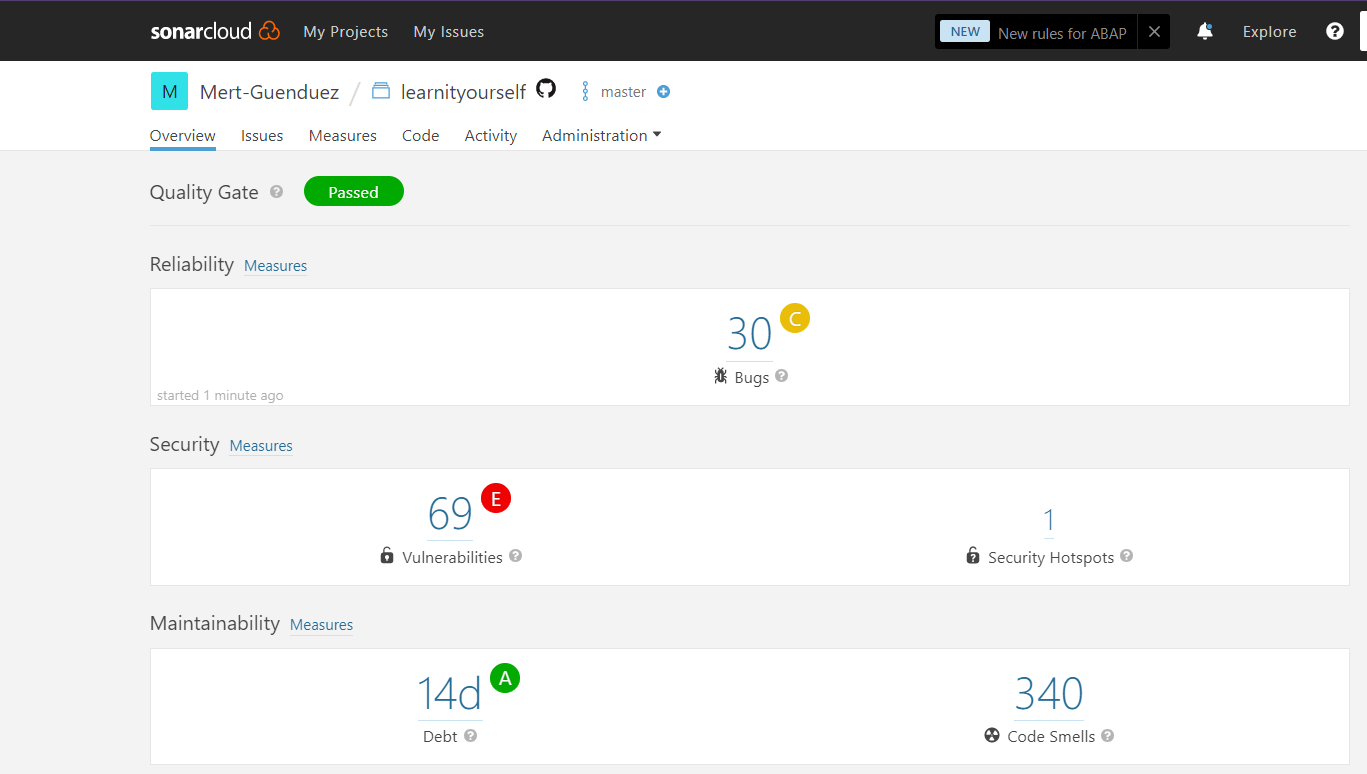 sonarcloud My Projects My Issues NEW New rules for ABAP Explore ?
M Mert-Guenduez / learnityourself master
Overview Issues Measures Code Activity Administration
Quality Gate ? Passed
Reliability Measures
30 C
Bugs ?
started 1 minute ago
Security Measures
69 E 1
Vulnerabilities ? Security Hotspots ?
Maintainability Measures
14d A 340
Debt ? Code Smells ?